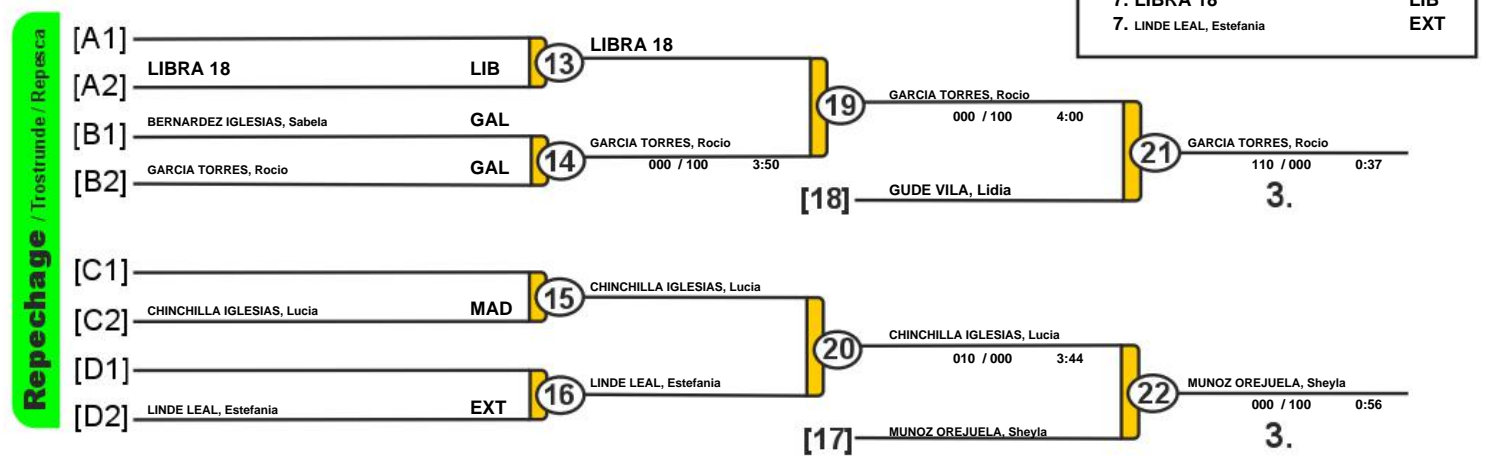 7. LIBRA 18 LIB
7. LINDE LEAL, Estefania EXT
Repechage / Trostrunde / Repesca
[A1]
LIBRA 18 LIB
[A2]
13
LIBRA 18
[B1]
BERNARDEZ IGLESIAS, Sabela GAL
[B2]
GARCIA TORRES, Rocio GAL
14
GARCIA TORRES, Rocio
000 / 100 3:50
19
GARCIA TORRES, Rocio
000 / 100 4:00
[18]
GUDE VILA, Lidia
21
GARCIA TORRES, Rocio
110 / 000 0:37
3.
[C1]
[C2]
CHINCHILLA IGLESIAS, Lucia MAD
15
CHINCHILLA IGLESIAS, Lucia
[D1]
[D2]
LINDE LEAL, Estefania EXT
16
LINDE LEAL, Estefania
20
CHINCHILLA IGLESIAS, Lucia
010 / 000 3:44
[17]
MUNOZ OREJUELA, Sheyla
22
MUNOZ OREJUELA, Sheyla
000 / 100 0:56
3.